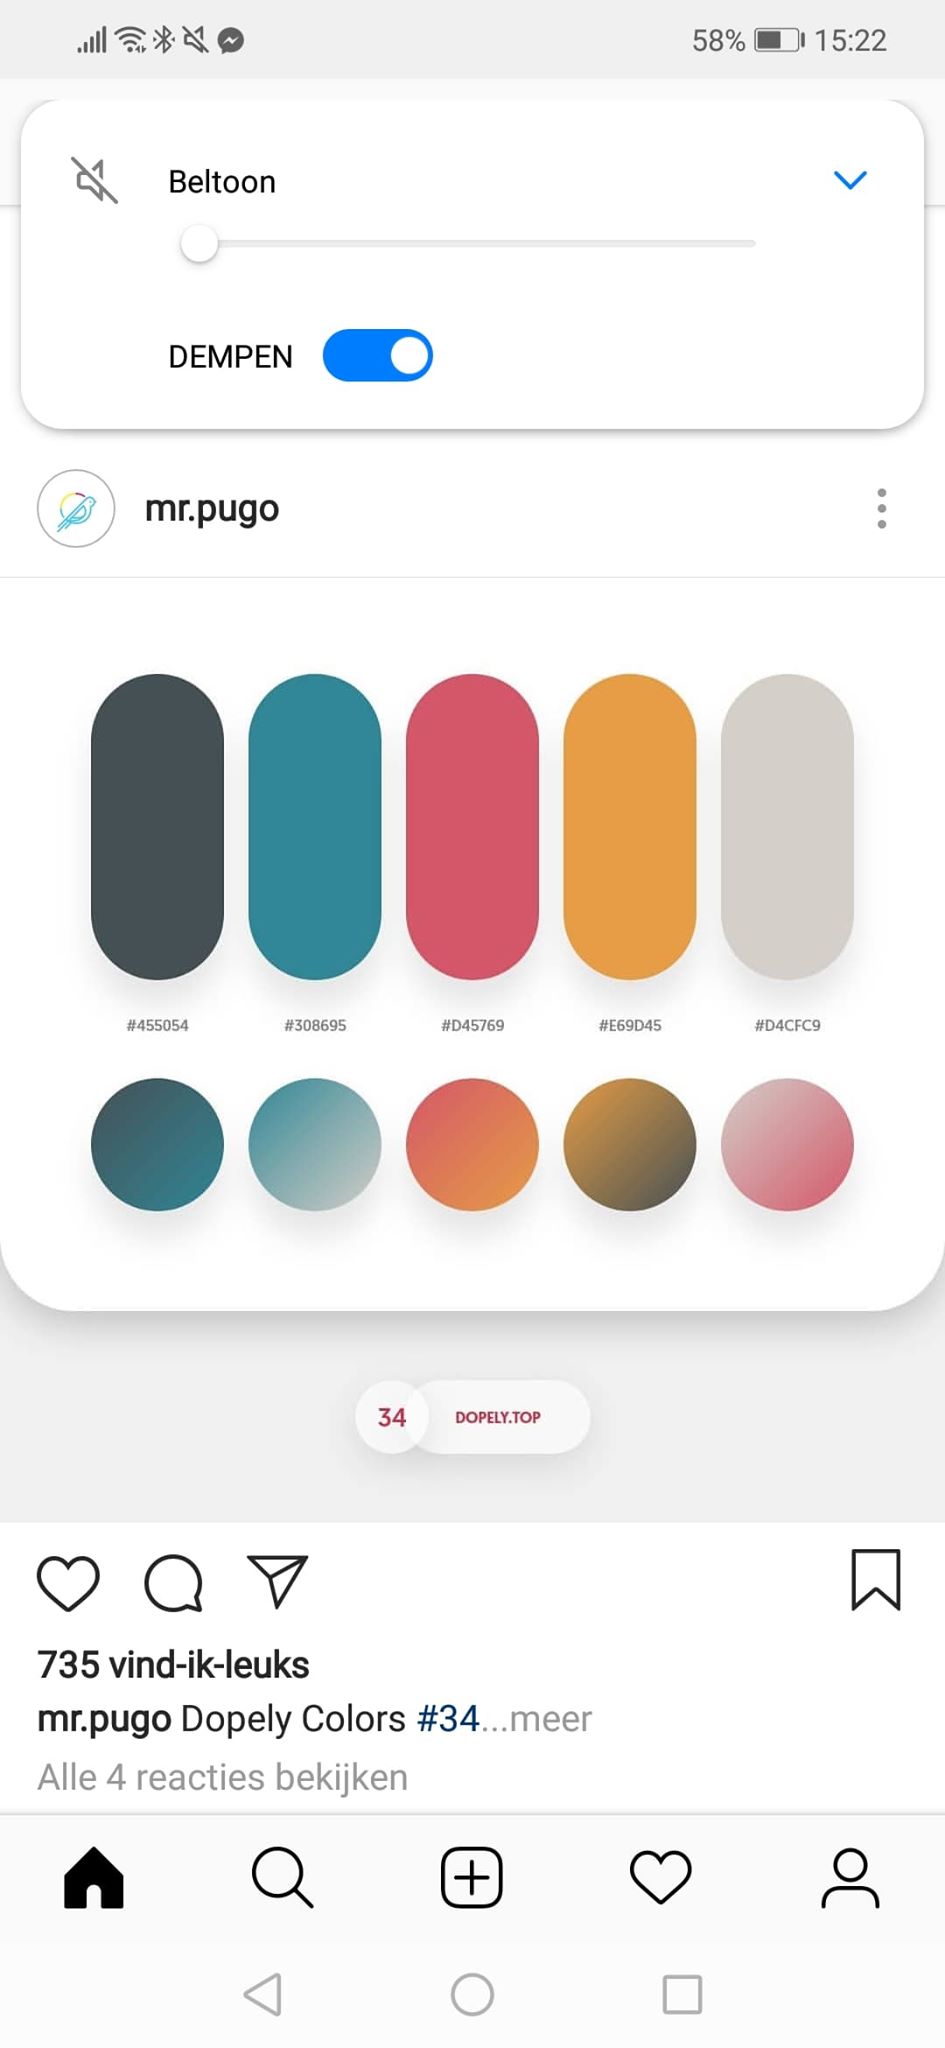 58% 15:22
Beltoon
DEMPEN
mr.pugo
#455054 #308695 #D45769 #E69D45 #D4CFC9
34 DOPELY.TOP
735 vind-ik-leuks
mr.pugo Dopely Colors #34...meer
Alle 4 reacties bekijken